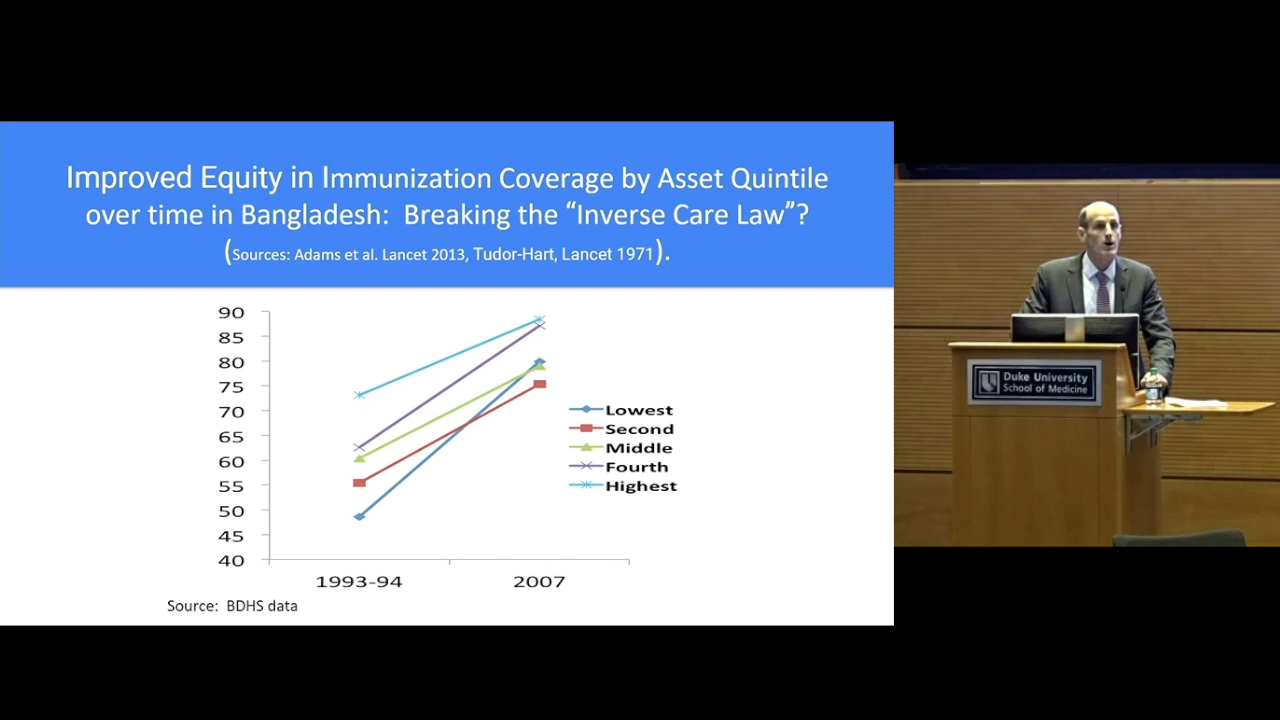 Improved Equity in Immunization Coverage by Asset Quintile
over time in Bangladesh: Breaking the “Inverse Care Law”?
(Sources: Adams et al. Lancet 2013, Tudor-Hart, Lancet 1971).
90
85
80
75
70
65
60
55
50
45
40
1993-94 2007
Lowest
Second
Middle
Fourth
Highest
Source: BDHS data
Duke University
School of Medicine